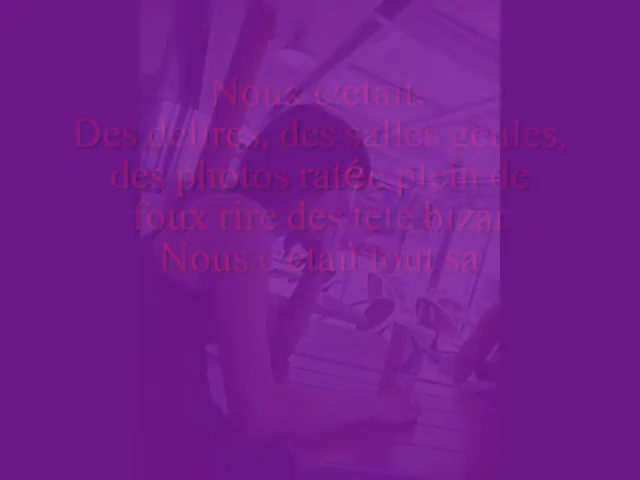 Nous c'était:
Des délires, des salles geules,
des photos ratée plein de
foux rire des tete bizar
Nous c'était tout sa